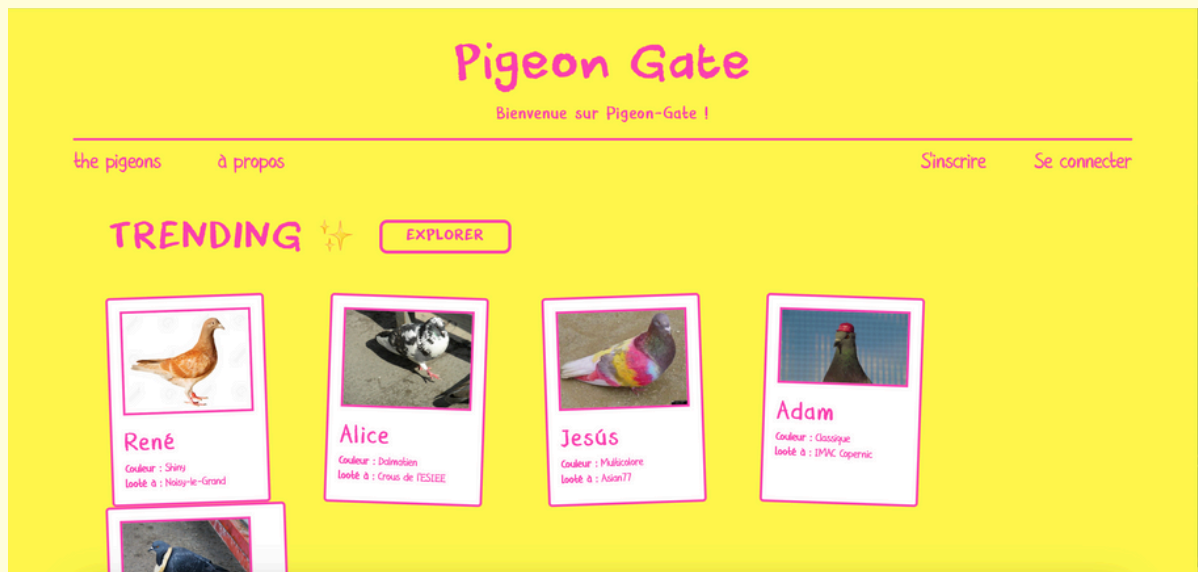 Pigeon Gate
Bienvenue sur Pigeon-Gate !
the pigeons à propos S'inscrire Se connecter
TRENDING ✨ EXPLORER
René
Couleur : Shiny
looté à : Noisy-le-Grand
Alice
Couleur : Dalmatien
looté à : Crous de l'ESIEE
Jesús
Couleur : Multicolore
looté à : Asian77
Adam
Couleur : Classique
looté à : IMAC Copernic